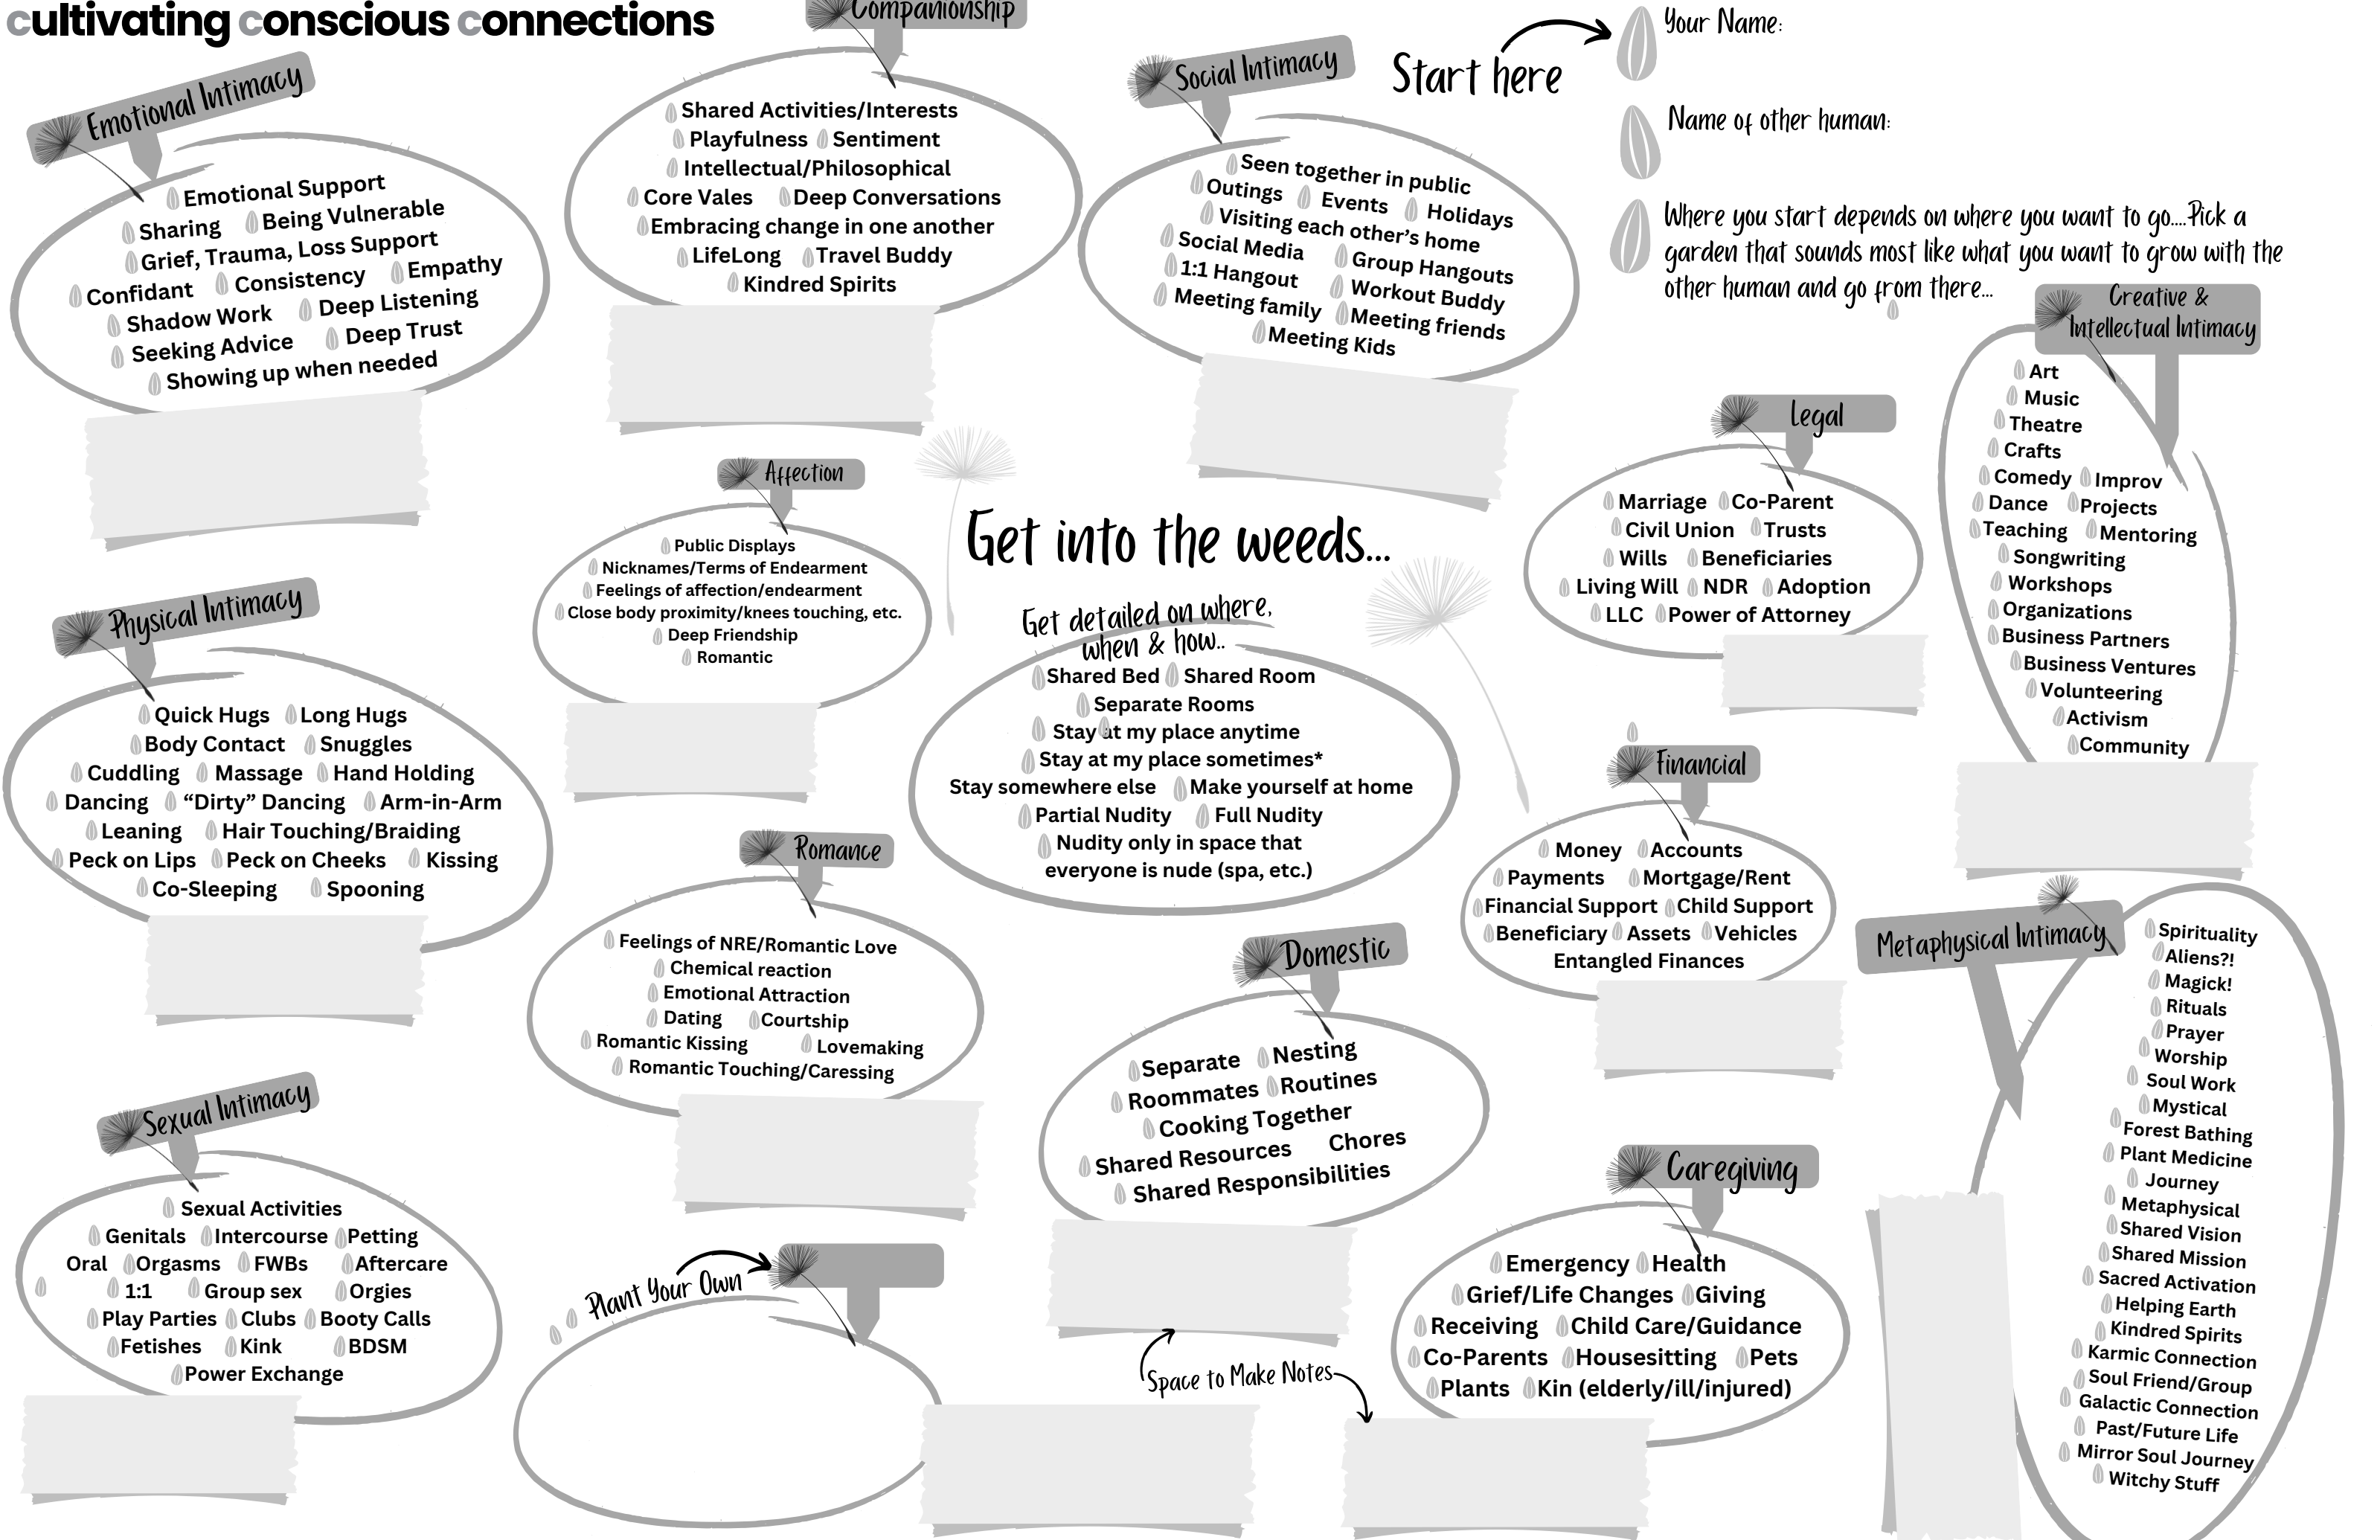 cultivating conscious connections
Companionship
Shared Activities/Interests
Playfulness Sentiment
Intellectual/Philosophical
Core Vales Deep Conversations
Embracing change in one another
LifeLong Travel Buddy
Kindred Spirits
Emotional Intimacy
Emotional Support
Sharing Being Vulnerable
Grief, Trauma, Loss Support
Confidant Consistency Empathy
Shadow Work Deep Listening
Seeking Advice Deep Trust
Showing up when needed
Social Intimacy
Seen together in public
Outings Events Holidays
Visiting each other's home
Social Media Group Hangouts
1:1 Hangout Workout Buddy
Meeting family Meeting friends
Meeting Kids
Start here
Your Name:
Name of other human:
Where you start depends on where you want to go....Pick a
garden that sounds most like what you want to grow with the
other human and go from there...
Creative &
Intellectual Intimacy
Art
Music
Theatre
Crafts
Comedy Improv
Dance Projects
Teaching Mentoring
Songwriting
Workshops
Organizations
Business Partners
Business Ventures
Volunteering
Activism
Community
Legal
Marriage Co-Parent
Civil Union Trusts
Wills Beneficiaries
Living Will NDR Adoption
LLC Power of Attorney
Affection
Public Displays
Nicknames/Terms of Endearment
Feelings of affection/endearment
Close body proximity/knees touching, etc.
Deep Friendship
Romantic
Get into the weeds...
Get detailed on where,
when & how..
Shared Bed Shared Room
Separate Rooms
Stay at my place anytime
Stay at my place sometimes*
Stay somewhere else Make yourself at home
Partial Nudity Full Nudity
Nudity only in space that
everyone is nude (spa, etc.)
Physical Intimacy
Quick Hugs Long Hugs
Body Contact Snuggles
Cuddling Massage Hand Holding
Dancing “Dirty” Dancing Arm-in-Arm
Leaning Hair Touching/Braiding
Peck on Lips Peck on Cheeks Kissing
Co-Sleeping Spooning
Financial
Money Accounts
Payments Mortgage/Rent
Financial Support Child Support
Beneficiary Assets Vehicles
Entangled Finances
Romance
Feelings of NRE/Romantic Love
Chemical reaction
Emotional Attraction
Dating Courtship
Romantic Kissing Lovemaking
Romantic Touching/Caressing
Domestic
Separate Nesting
Roommates Routines
Cooking Together
Shared Resources Chores
Shared Responsibilities
Metaphysical Intimacy
Spirituality
Aliens?!
Magick!
Rituals
Prayer
Worship
Soul Work
Mystical
Forest Bathing
Plant Medicine
Journey
Metaphysical
Shared Vision
Shared Mission
Sacred Activation
Helping Earth
Kindred Spirits
Karmic Connection
Soul Friend/Group
Galactic Connection
Past/Future Life
Mirror Soul Journey
Witchy Stuff
Sexual Intimacy
Sexual Activities
Genitals Intercourse Petting
Oral Orgasms FWBs Aftercare
1:1 Group sex Orgies
Play Parties Clubs Booty Calls
Fetishes Kink BDSM
Power Exchange
Plant Your Own
Space to Make Notes
Caregiving
Emergency Health
Grief/Life Changes Giving
Receiving Child Care/Guidance
Co-Parents Housesitting Pets
Plants Kin (elderly/ill/injured)